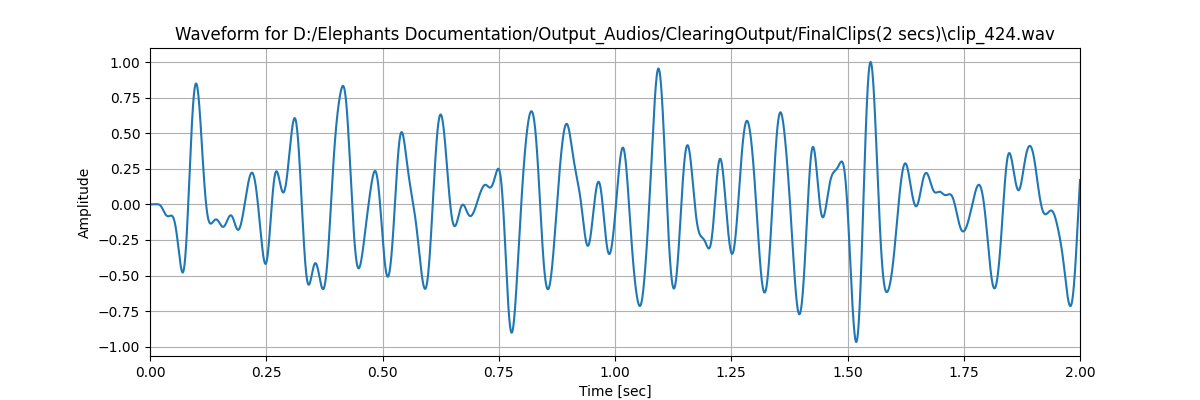 Waveform for D:/Elephants Documentation/Output_Audios/ClearingOutput/FinalClips(2 secs)\clip_424.wav
1.00
0.75
0.50
0.25
0.00
−0.25
−0.50
−0.75
−1.00
Amplitude
0.00 0.25 0.50 0.75 1.00 1.25 1.50 1.75 2.00
Time [sec]